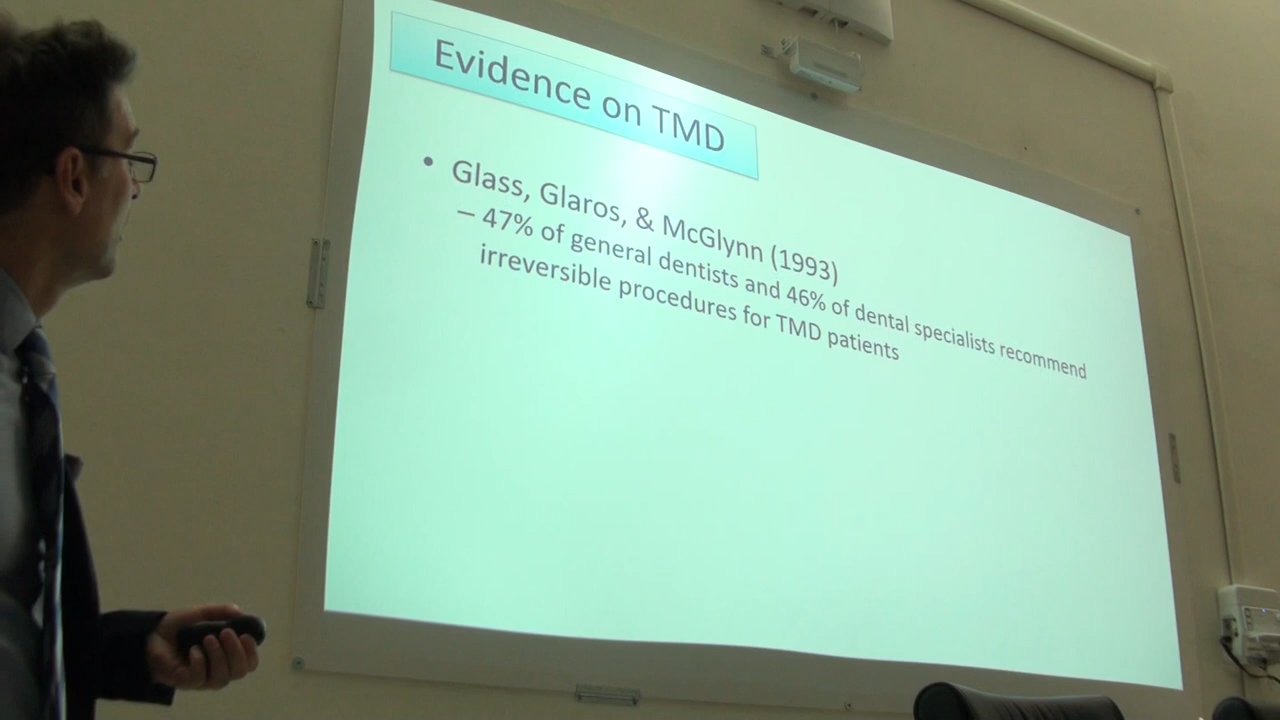 Evidence on TMD
• Glass, Glaros, & McGlynn (1993)
– 47% of general dentists and 46% of dental specialists recommend
irreversible procedures for TMD patients